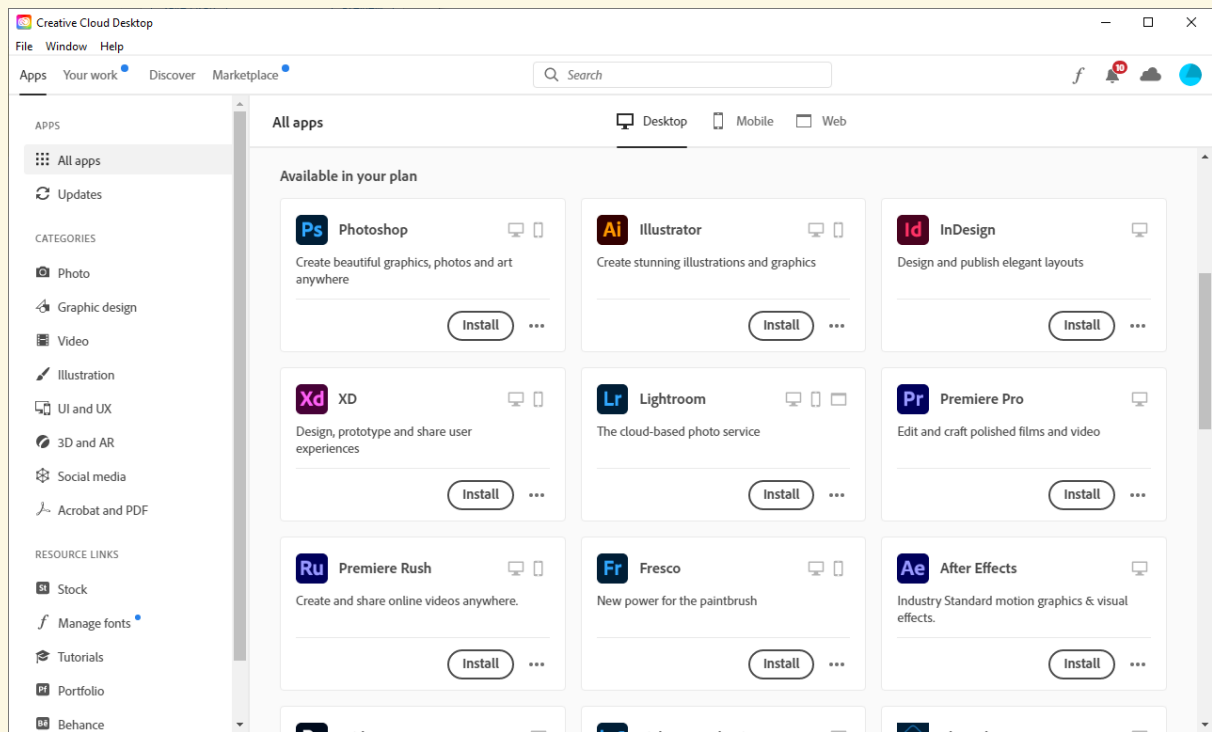 Creative Cloud Desktop
File Window Help
Apps Your work Discover Marketplace Search 10
APPS
All apps
Updates
CATEGORIES
Photo
Graphic design
Video
Illustration
UI and UX
3D and AR
Social media
Acrobat and PDF
RESOURCE LINKS
St Stock
Manage fonts
Tutorials
Pf Portfolio
Bē Behance
All apps Desktop Mobile Web
Available in your plan
Ps Photoshop
Create beautiful graphics, photos and art
anywhere
Install
Ai Illustrator
Create stunning illustrations and graphics
Install
Id InDesign
Design and publish elegant layouts
Install
Xd XD
Design, prototype and share user
experiences
Install
Lr Lightroom
The cloud-based photo service
Install
Pr Premiere Pro
Edit and craft polished films and video
Install
Ru Premiere Rush
Create and share online videos anywhere.
Install
Fr Fresco
New power for the paintbrush
Install
Ae After Effects
Industry Standard motion graphics & visual
effects.
Install